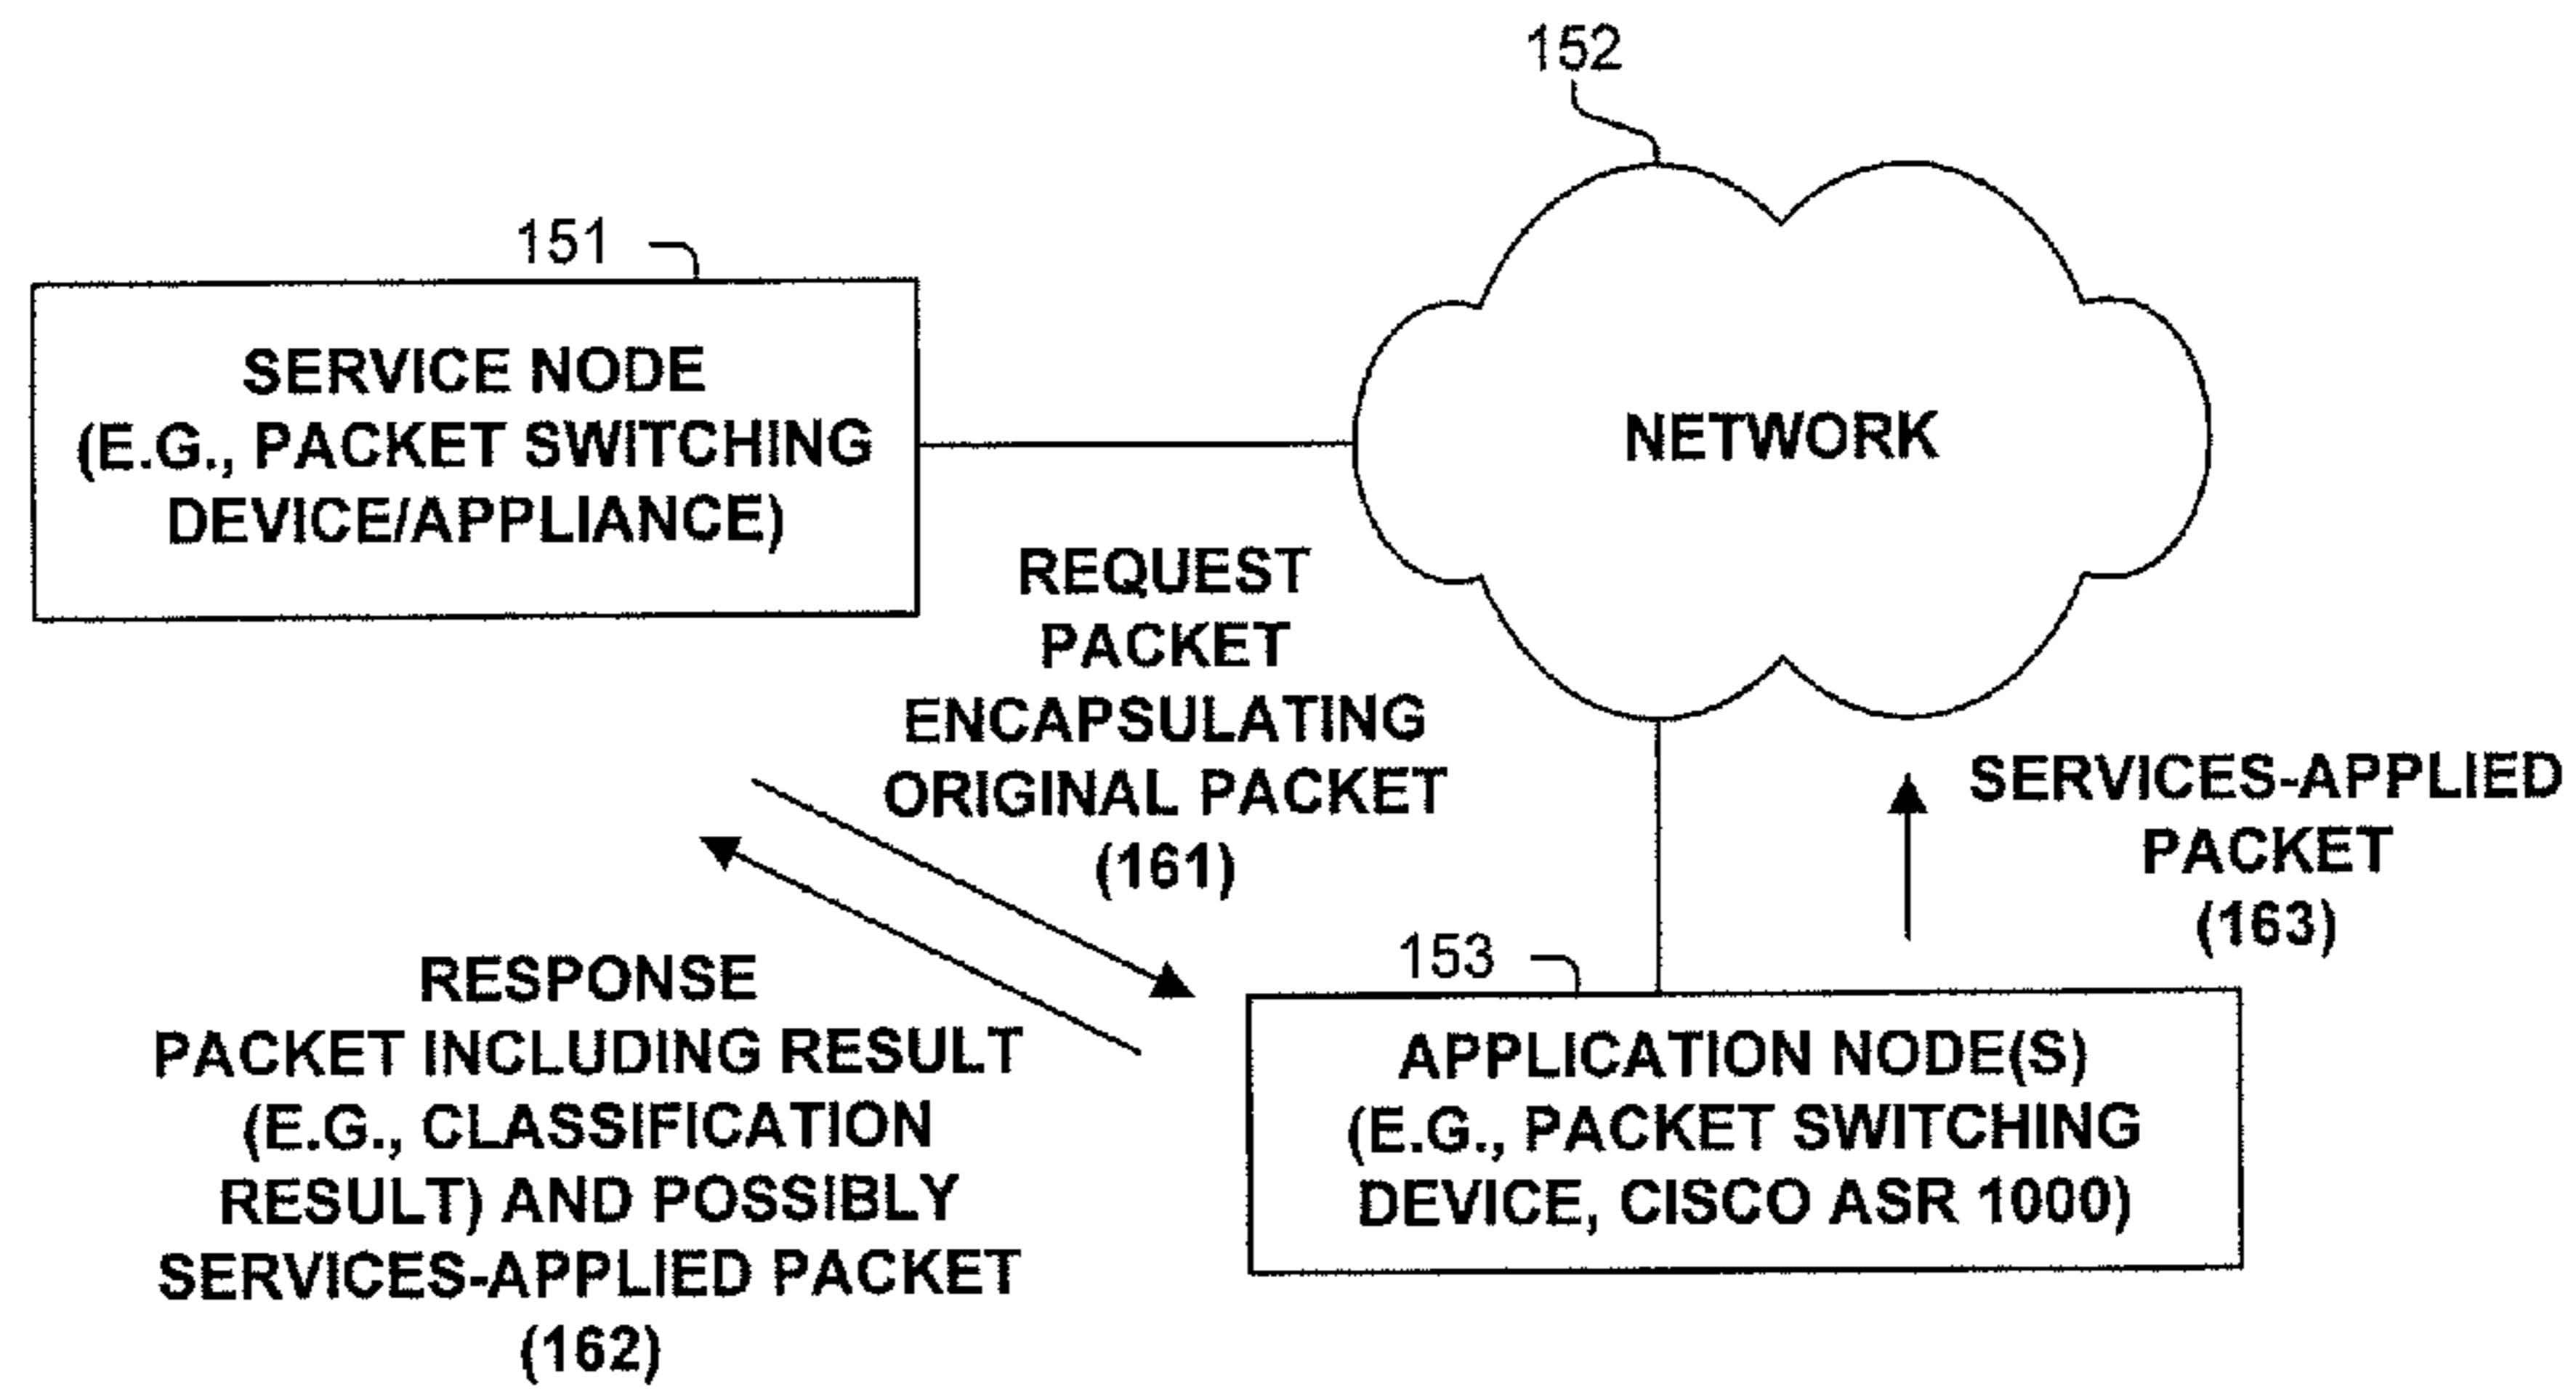 152
151
SERVICE NODE
(E.G., PACKET SWITCHING
DEVICE/APPLIANCE)
NETWORK
REQUEST
PACKET
ENCAPSULATING
ORIGINAL PACKET
(161)
SERVICES-APPLIED
PACKET
(163)
RESPONSE
PACKET INCLUDING RESULT
(E.G., CLASSIFICATION
RESULT) AND POSSIBLY
SERVICES-APPLIED PACKET
(162)
153
APPLICATION NODE(S)
(E.G., PACKET SWITCHING
DEVICE, CISCO ASR 1000)